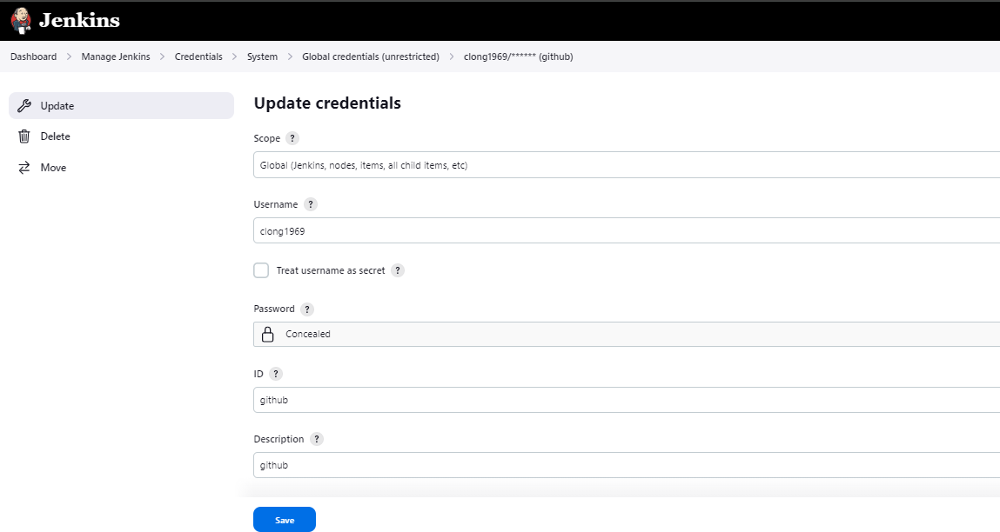 Jenkins
Dashboard > Manage Jenkins > Credentials > System > Global credentials (unrestricted) > clong1969/****** (github)
Update
Delete
Move
Update credentials
Scope ?
Global (Jenkins, nodes, items, all child items, etc)
Username ?
clong1969
Treat username as secret ?
Password ?
Concealed
ID ?
github
Description ?
github
Save